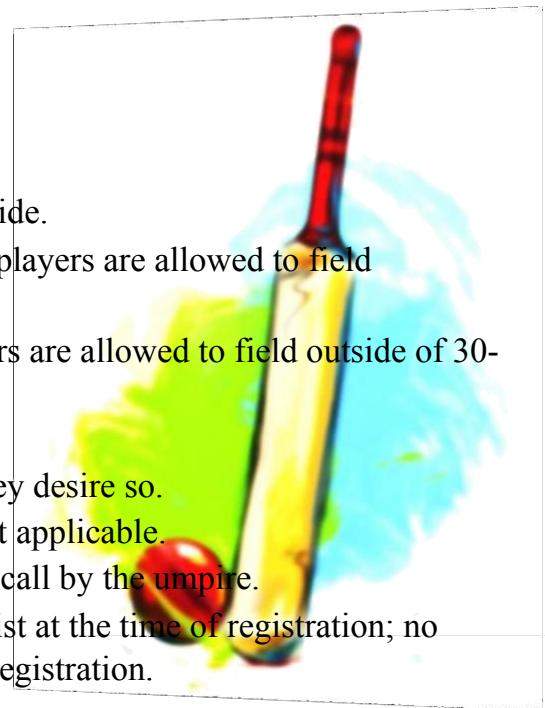 ide.
players are allowed to field
rs are allowed to field outside of 30-
ey desire so.
t applicable.
call by the umpire.
ist at the time of registration; no
egistration.